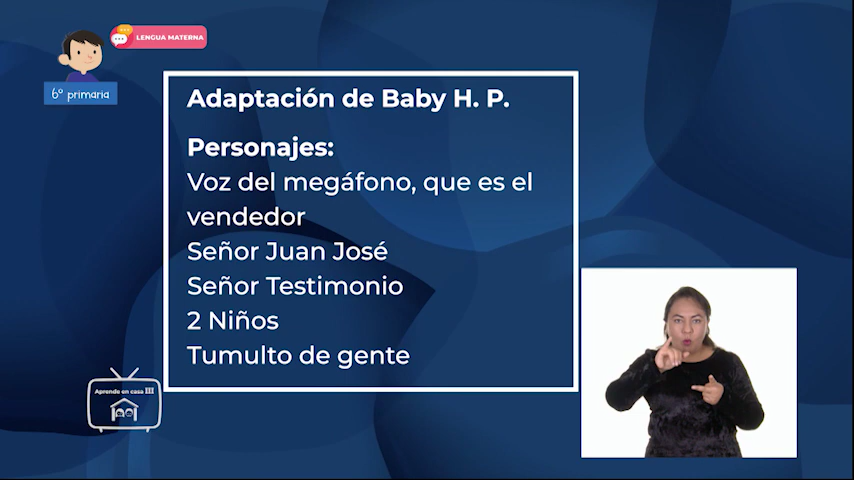 LENGUA MATERNA
6º primaria
Adaptación de Baby H. P.
Personajes:
Voz del megáfono, que es el
vendedor
Señor Juan José
Señor Testimonio
2 Niños
Tumulto de gente
Aprende en casa III